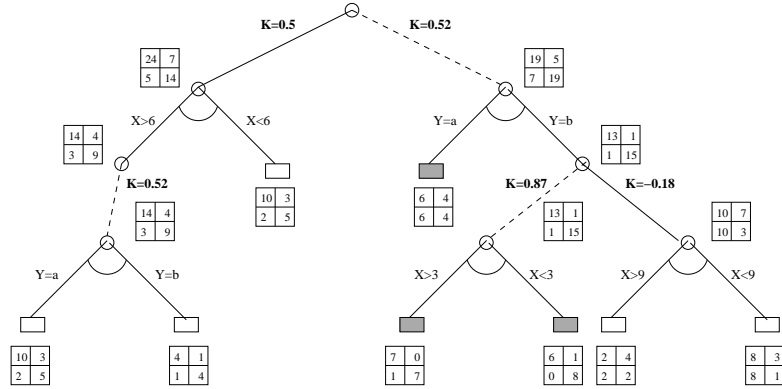 K=0.5
K=0.52
24 7
5 14
19 5
7 19
X>6
X<6
Y=a
Y=b
14 4
3 9
13 1
1 15
K=0.52
K=0.87
K=−0.18
10 3
2 5
6 4
6 4
14 4
3 9
13 1
1 15
10 7
10 3
Y=a
Y=b
X>3
X<3
X>9
X<9
10 3
2 5
4 1
1 4
7 0
1 7
6 1
0 8
2 4
2 2
8 3
8 1